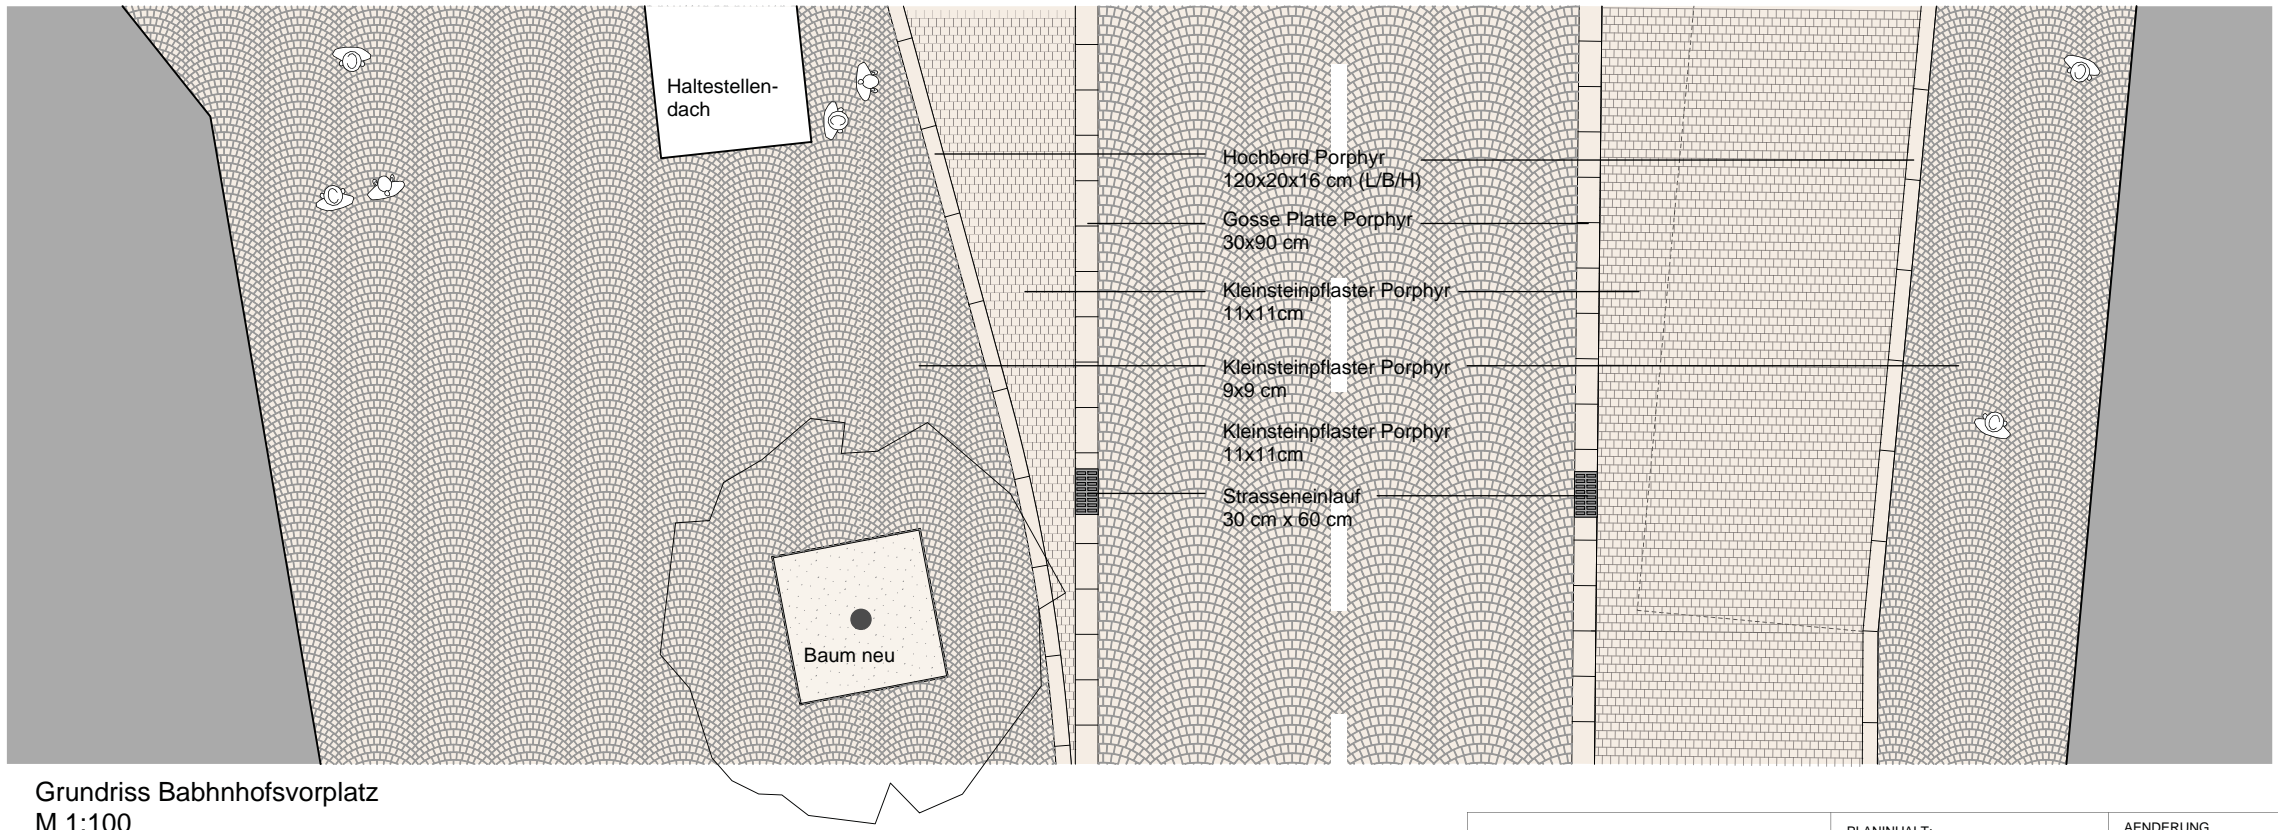 Haltestellen-
dach
Hochbord Porphyr
120x20x16 cm (L/B/H)
Gosse Platte Porphyr
30x90 cm
Kleinsteinpflaster Porphyr
11x11cm
Kleinsteinpflaster Porphyr
9x9 cm
Kleinsteinpflaster Porphyr
11x11cm
Strasseneinlauf
30 cm x 60 cm
Baum neu
Grundriss Babhnhofsvorplatz
M 1:100
PLANINHALT:
AENDERUNG